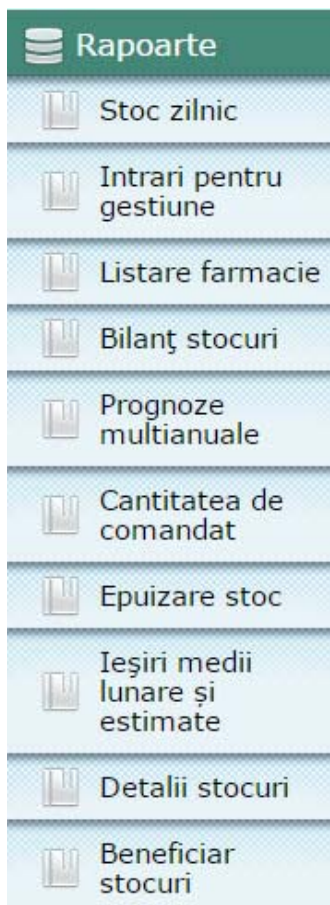 Rapoarte
Stoc zilnic
Intrari pentru
gestiune
Listare farmacie
Bilanţ stocuri
Prognoze
multianuale
Cantitatea de
comandat
Epuizare stoc
Ieşiri medii
lunare și
estimate
Detalii stocuri
Beneficiar
stocuri